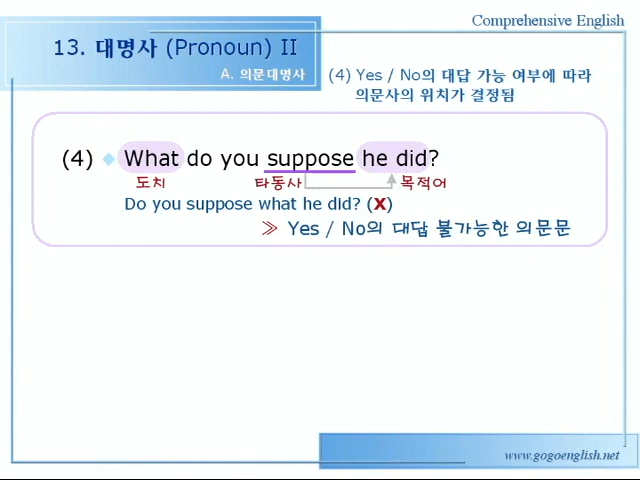 Comprehensive English
13. 대명사 (Pronoun) II
A. 의문대명사
(4) Yes / No의 대답 가능 여부에 따라
의문사의 위치가 결정됨
(4) What do you suppose he did?
도치 타동사 목적어
Do you suppose what he did? (X)
≫ Yes / No의 대답 불가능한 의문문
www.gogoenglish.net